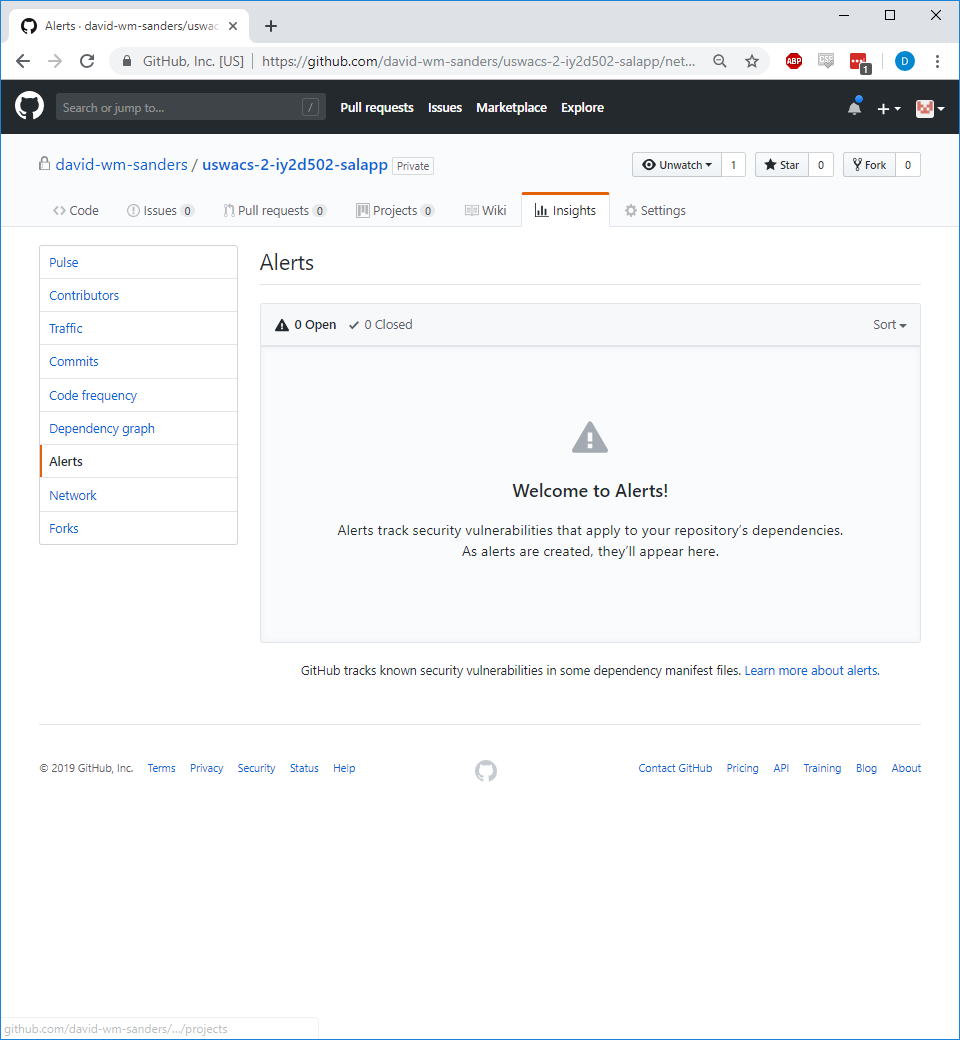 Alerts · david-wm-sanders/uswac
GitHub, Inc. [US] | https://github.com/david-wm-sanders/uswacs-2-iy2d502-salapp/net...
ABP
CSP
1
D
Search or jump to...
/
Pull requests Issues Marketplace Explore
david-wm-sanders / uswacs-2-iy2d502-salapp Private
Unwatch 1
Star 0
Fork 0
Code
Issues 0
Pull requests 0
Projects 0
Wiki
Insights
Settings
Pulse
Contributors
Traffic
Commits
Code frequency
Dependency graph
Alerts
Network
Forks
Alerts
0 Open 0 Closed
Sort
Welcome to Alerts!
Alerts track security vulnerabilities that apply to your repository’s dependencies.
As alerts are created, they’ll appear here.
GitHub tracks known security vulnerabilities in some dependency manifest files. Learn more about alerts.
© 2019 GitHub, Inc. Terms Privacy Security Status Help
Contact GitHub Pricing API Training Blog About
github.com/david-wm-sanders/.../projects